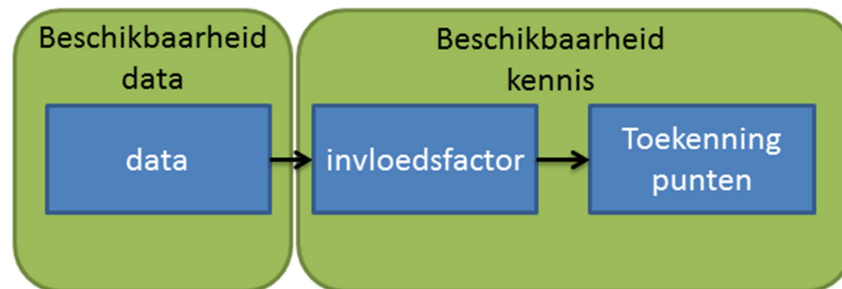 Beschikbaarheid
data
data
Beschikbaarheid
kennis
invloedsfactor
Toekenning
punten